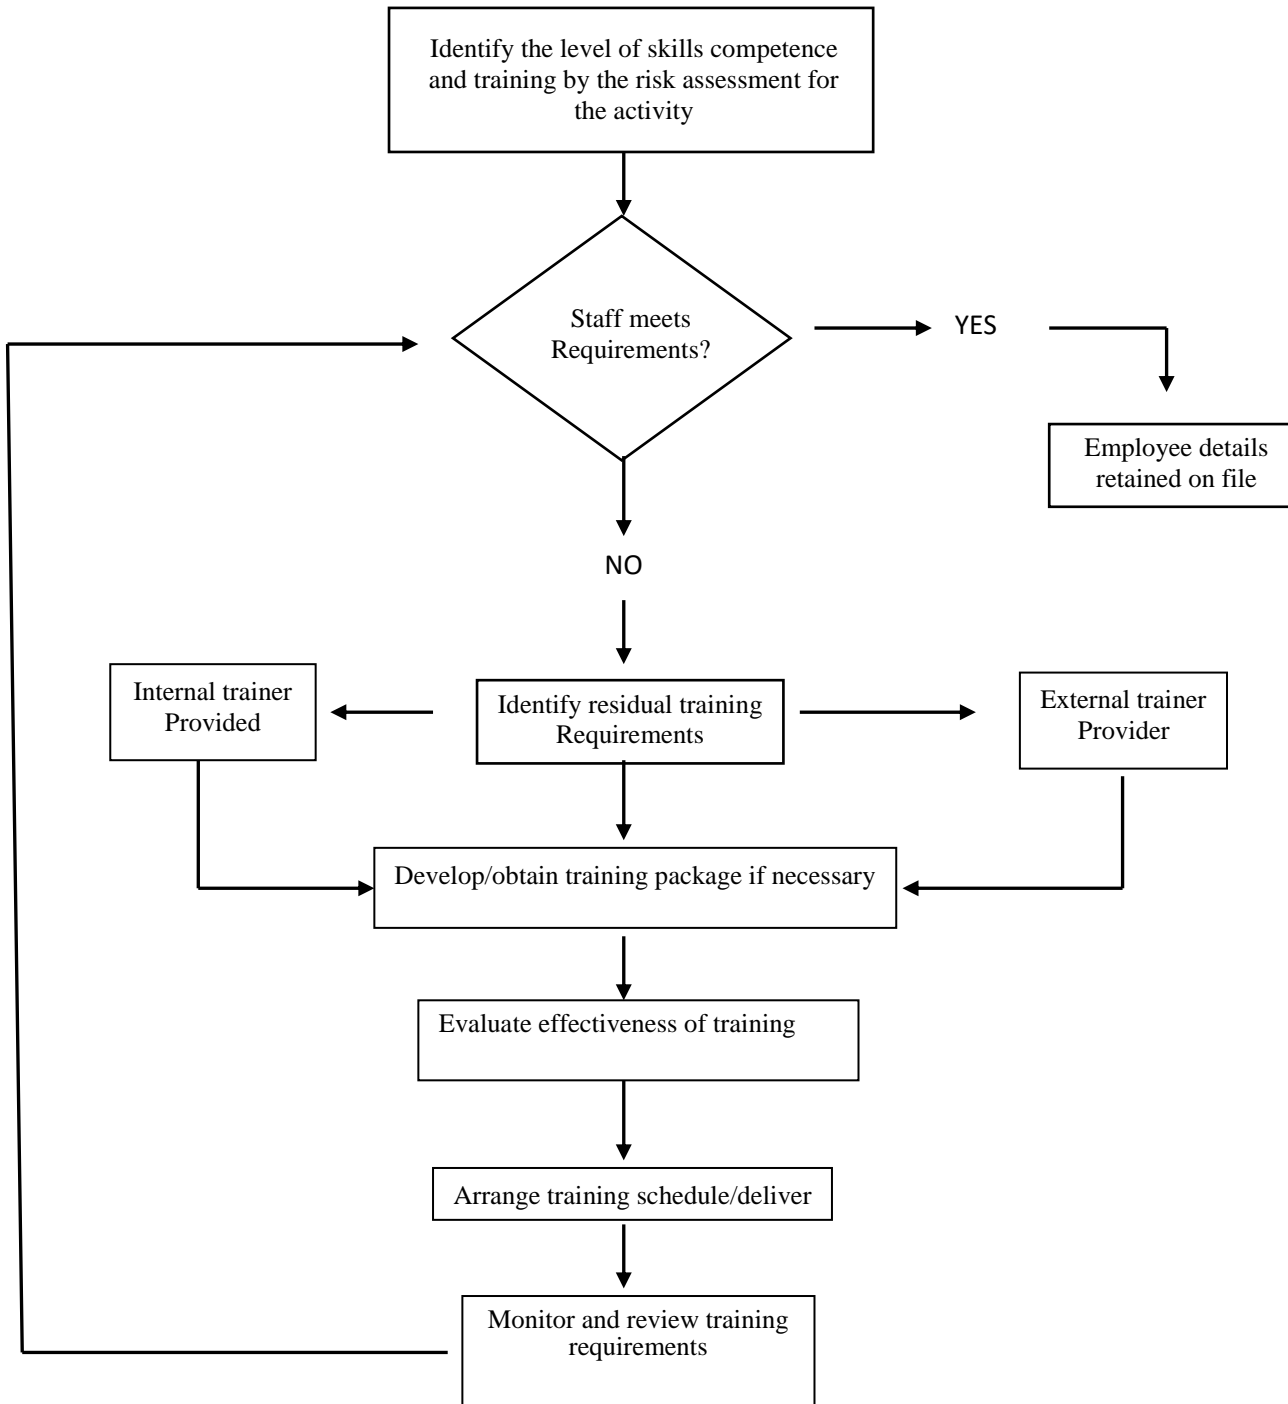 Identify the level of skills competence
and training by the risk assessment for
the activity
Staff meets
Requirements?
YES
Employee details
retained on file
NO
Internal trainer
Provided
Identify residual training
Requirements
External trainer
Provider
Develop/obtain training package if necessary
Evaluate effectiveness of training
Arrange training schedule/deliver
Monitor and review training
requirements